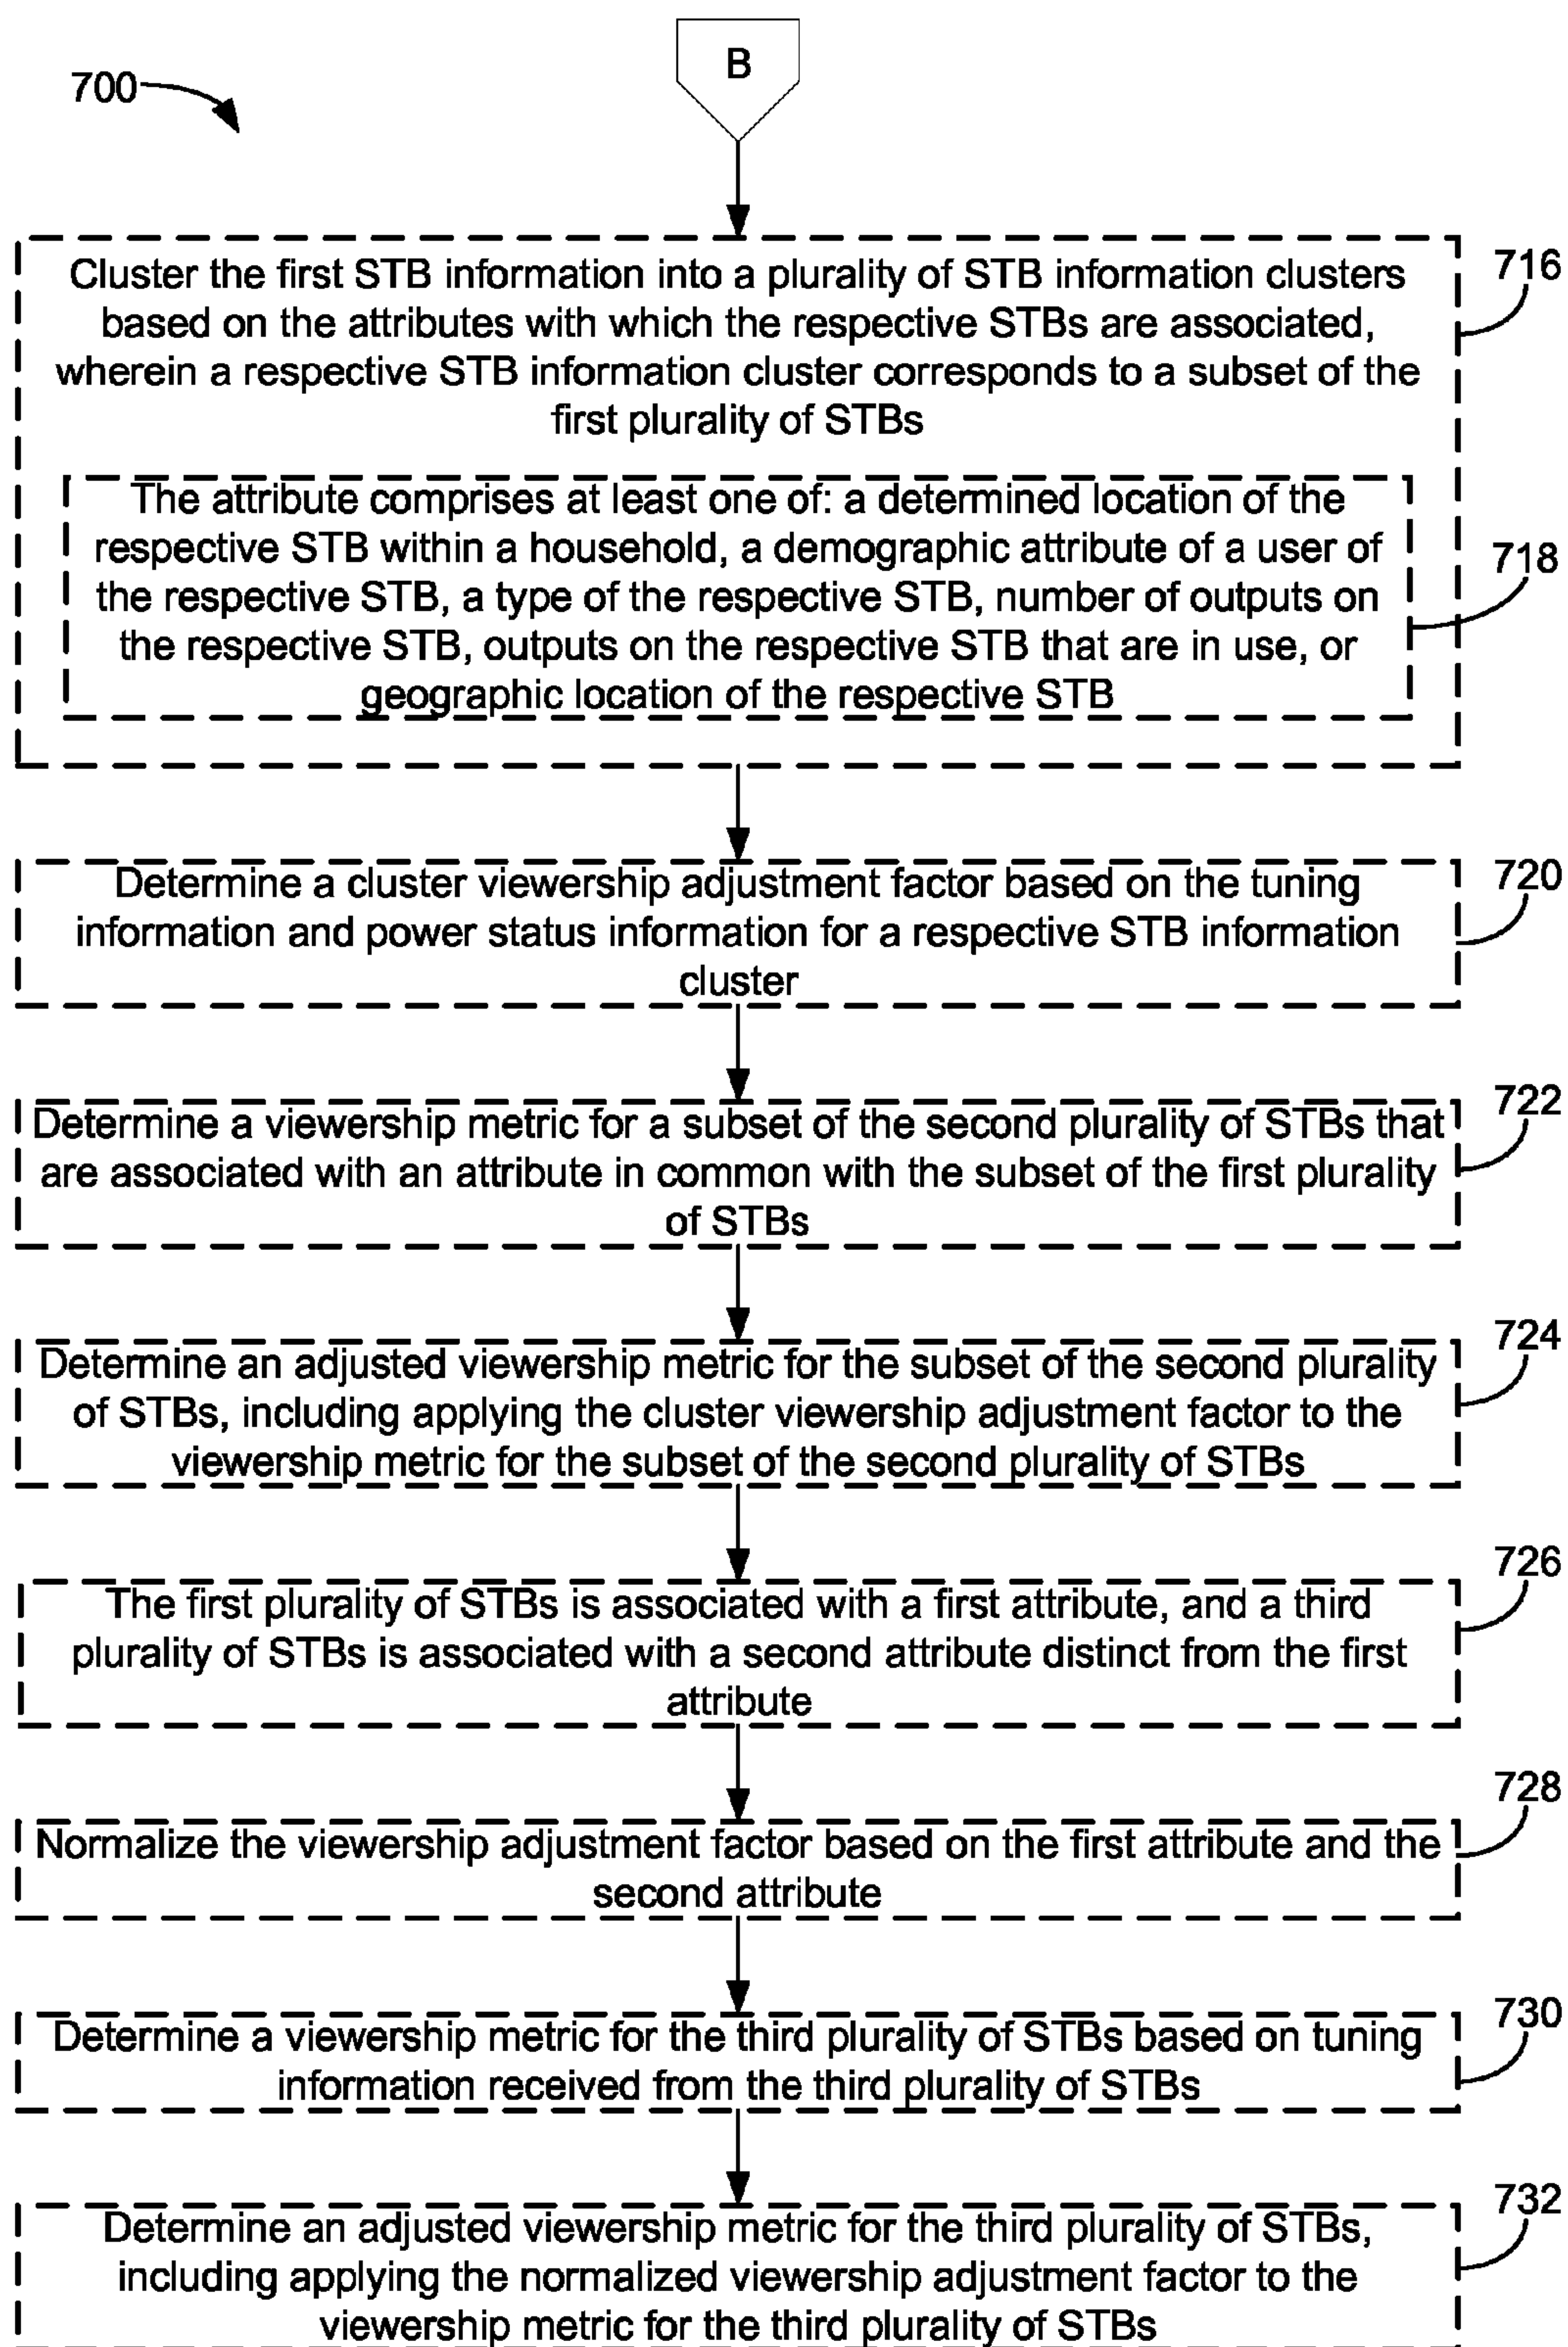 B
700
Cluster the first STB information into a plurality of STB information clusters
based on the attributes with which the respective STBs are associated,
wherein a respective STB information cluster corresponds to a subset of the
first plurality of STBs
716
The attribute comprises at least one of: a determined location of the
respective STB within a household, a demographic attribute of a user of
the respective STB, a type of the respective STB, number of outputs on
the respective STB, outputs on the respective STB that are in use, or
geographic location of the respective STB
718
Determine a cluster viewership adjustment factor based on the tuning
information and power status information for a respective STB information
cluster
720
Determine a viewership metric for a subset of the second plurality of STBs that
are associated with an attribute in common with the subset of the first plurality
of STBs
722
Determine an adjusted viewership metric for the subset of the second plurality
of STBs, including applying the cluster viewership adjustment factor to the
viewership metric for the subset of the second plurality of STBs
724
The first plurality of STBs is associated with a first attribute, and a third
plurality of STBs is associated with a second attribute distinct from the first
attribute
726
Normalize the viewership adjustment factor based on the first attribute and the
second attribute
728
Determine a viewership metric for the third plurality of STBs based on tuning
information received from the third plurality of STBs
730
Determine an adjusted viewership metric for the third plurality of STBs,
including applying the normalized viewership adjustment factor to the
viewership metric for the third plurality of STBs
732